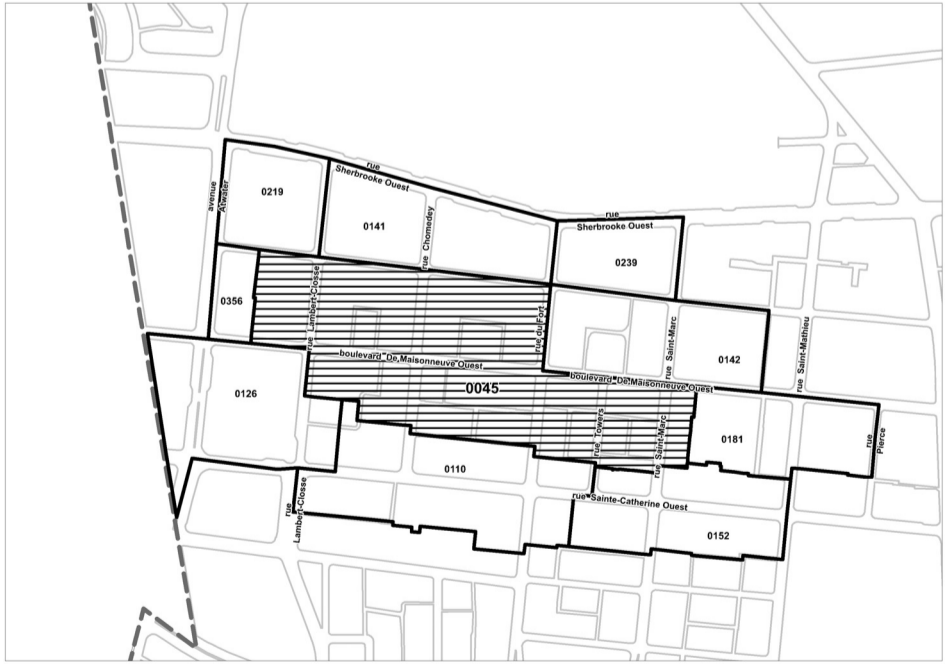 rue
Sherbrooke Ouest
avenue
Atwater
0219
0141
rue Chomedey
rue
Sherbrooke Ouest
0239
0356
rue Lambert-Closse
rue du Fort
rue Saint-Marc
0142
rue Saint-Mathieu
boulevard De Maisonneuve Ouest
boulevard De Maisonneuve Ouest
0126
0045
rue Towers
rue Saint-Marc
0181
rue
Pierce
0110
rue
Lambert-Closse
rue Sainte-Catherine Ouest
0152